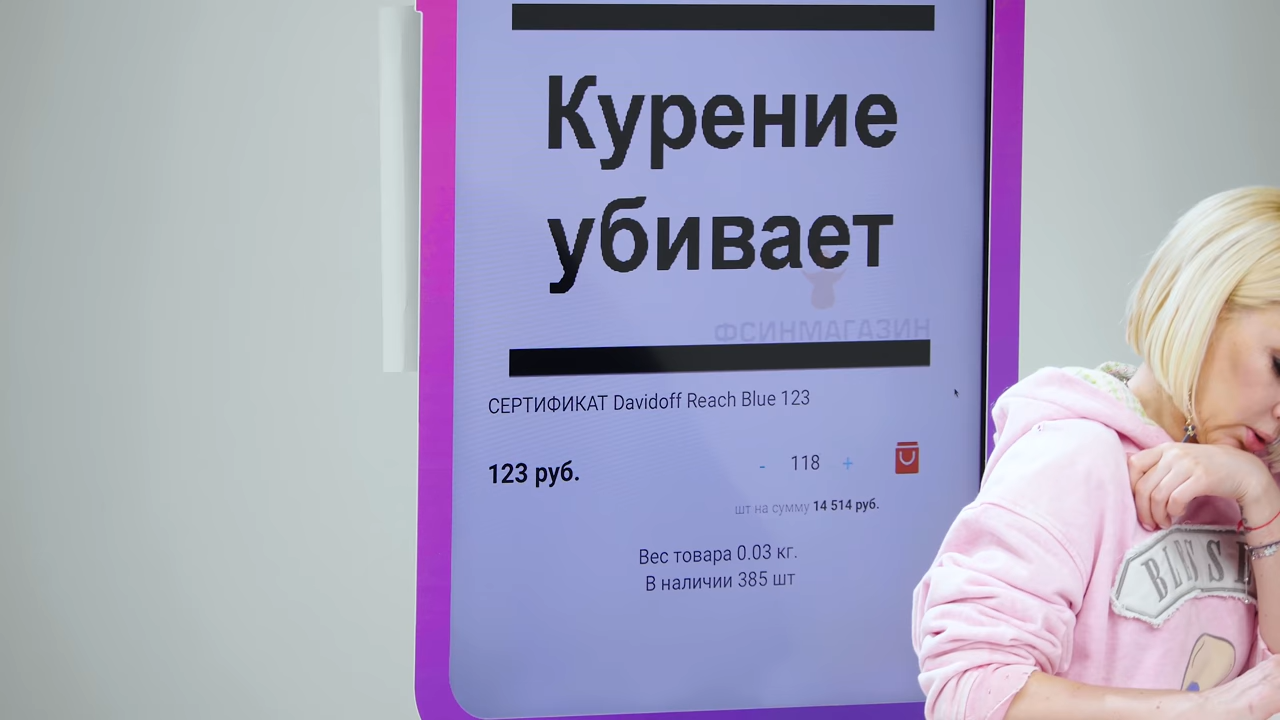 Курение
убивает
ФСИНМАГАЗИН
СЕРТИФИКАТ Davidoff Reach Blue 123
123 руб.
- 118 +
шт на сумму 14 514 руб.
Вес товара 0.03 кг.
В наличии 385 шт